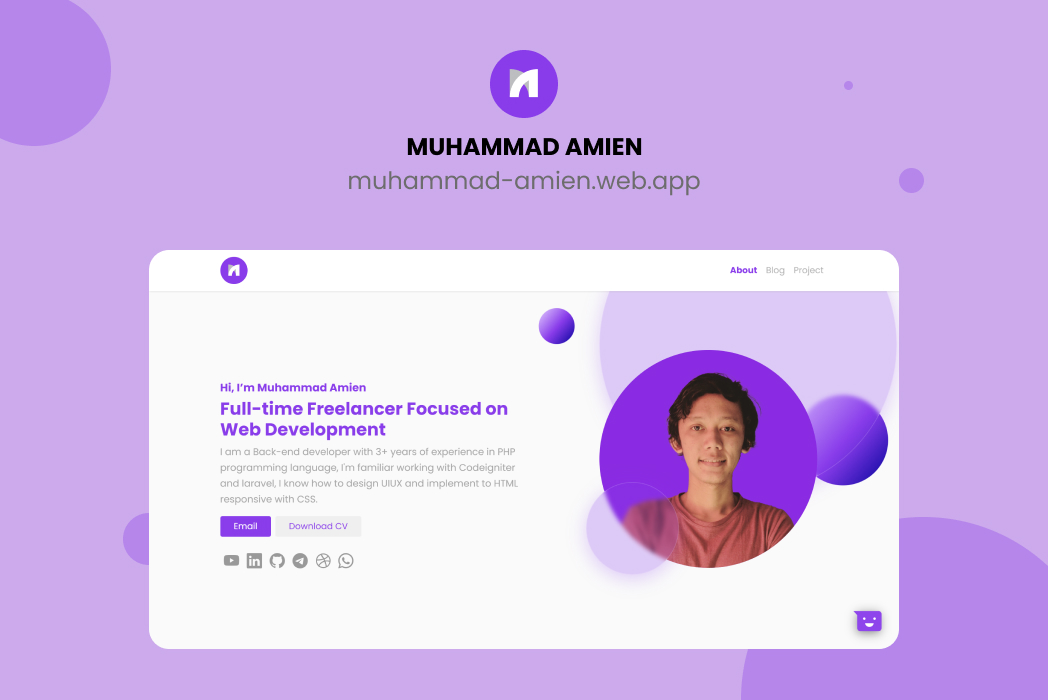 MUHAMMAD AMIEN
muhammad-amien.web.app
About Blog Project
Hi, I’m Muhammad Amien
Full-time Freelancer Focused on
Web Development
I am a Back-end developer with 3+ years of experience in PHP
programming language, I'm familiar working with Codeigniter
and laravel, I know how to design UIUX and implement to HTML
responsive with CSS.
Email Download CV